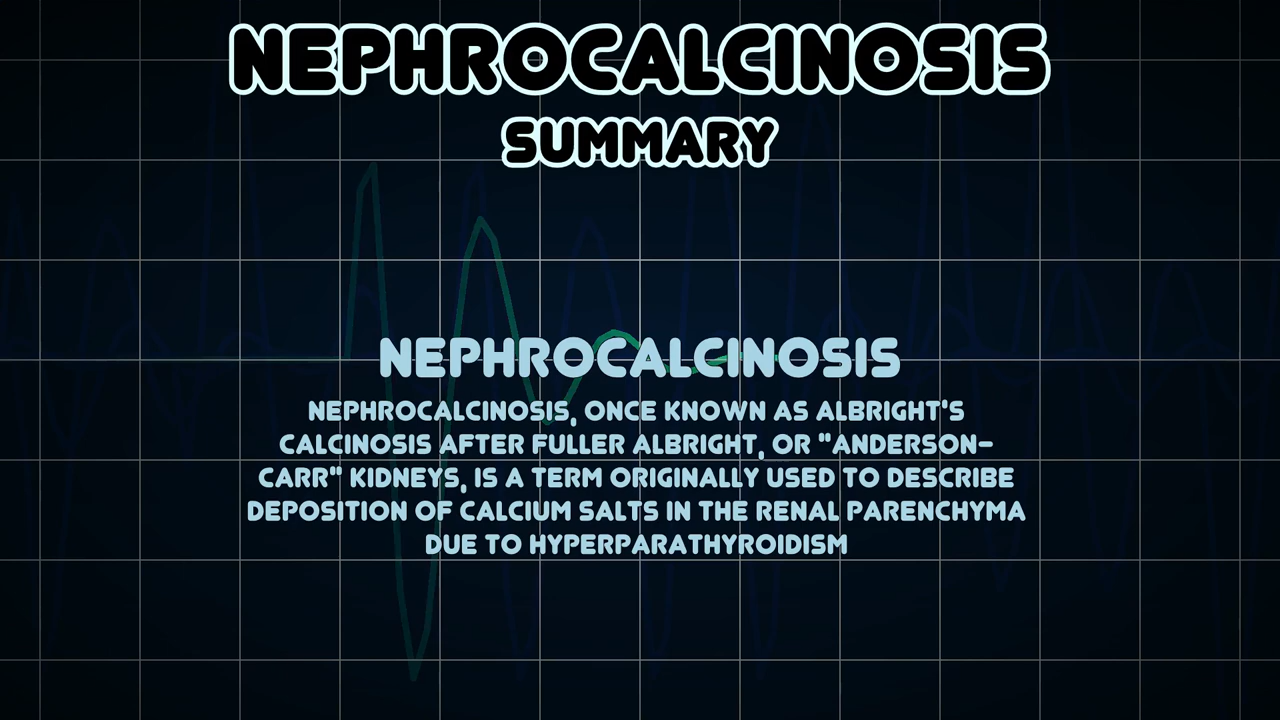 NEPHROCALCINOSIS
SUMMARY
NEPHROCALCINOSIS
NEPHROCALCINOSIS, ONCE KNOWN AS ALBRIGHT'S
CALCINOSIS AFTER FULLER ALBRIGHT, OR "ANDERSON-
CARR" KIDNEYS, IS A TERM ORIGINALLY USED TO DESCRIBE
DEPOSITION OF CALCIUM SALTS IN THE RENAL PARENCHYMA
DUE TO HYPERPARATHYROIDISM